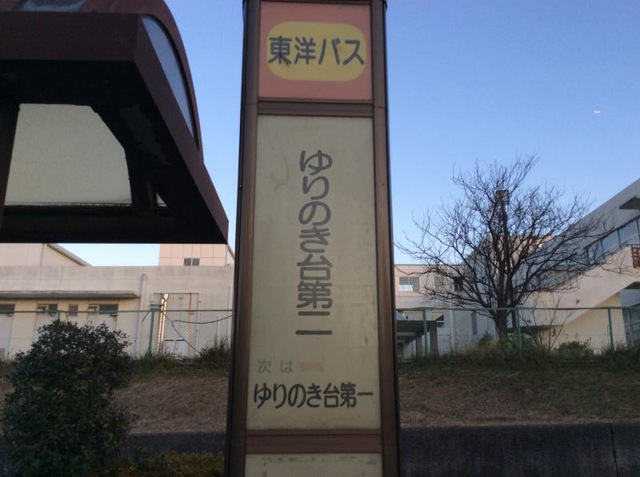 東洋バス
ゆりのき台第二
次は
ゆりのき台第一